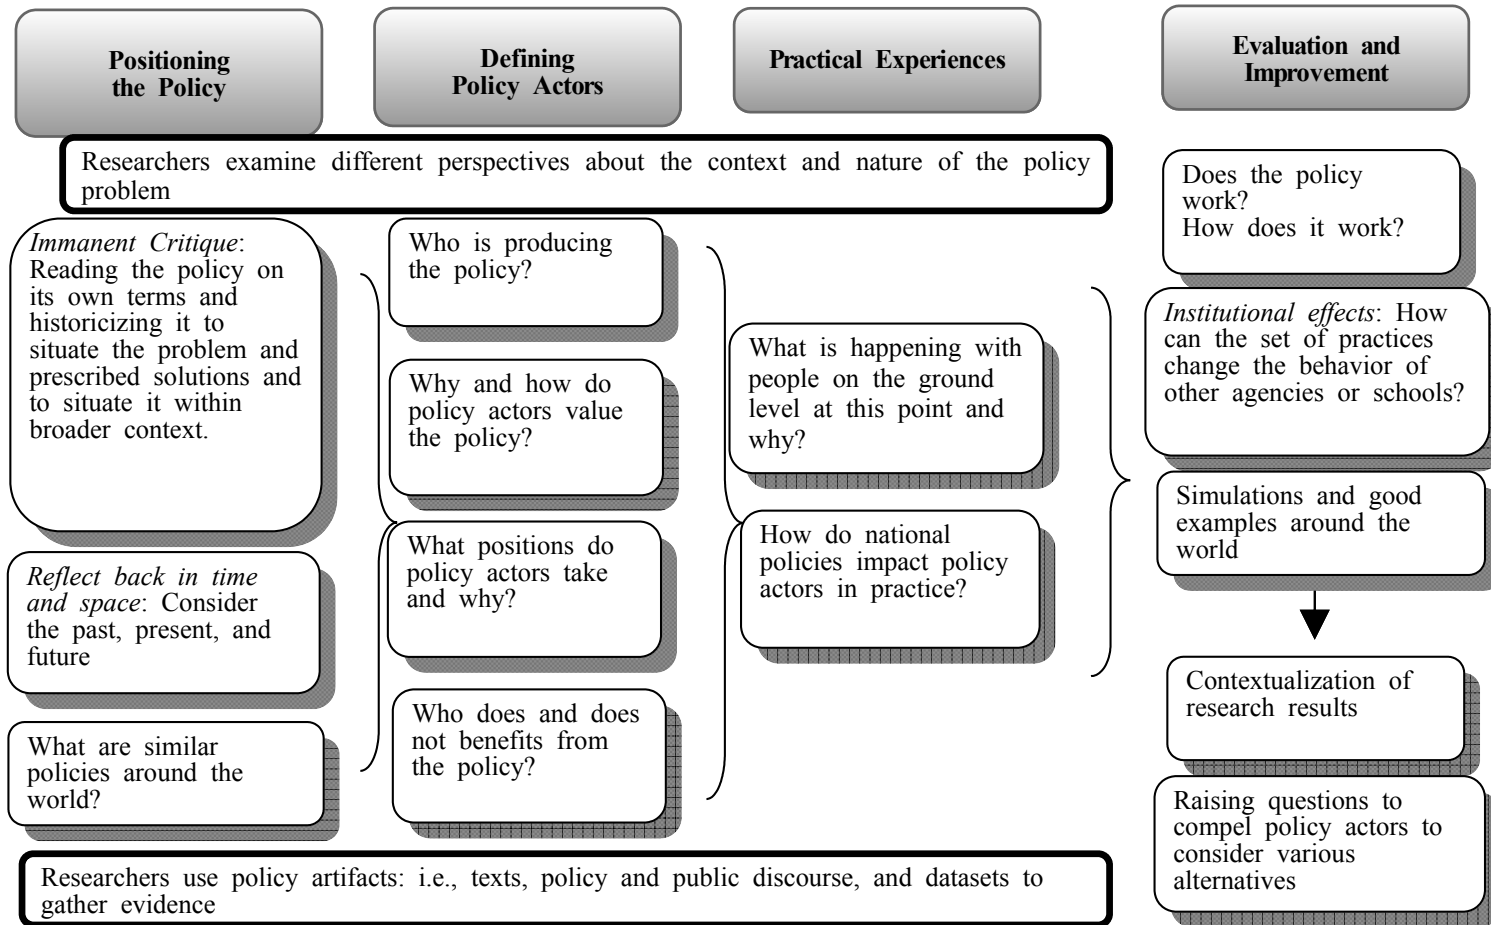 Positioning
the Policy
Defining
Policy Actors
Practical Experiences
Evaluation and
Improvement
Researchers examine different perspectives about the context and nature of the policy
problem
Immanent Critique:
Reading the policy on
its own terms and
historicizing it to
situate the problem and
prescribed solutions and
to situate it within
broader context.
Reflect back in time
and space: Consider
the past, present, and
future
What are similar
policies around the
world?
Who is producing
the policy?
Why and how do
policy actors value
the policy?
What positions do
policy actors take
and why?
Who does and does
not benefits from
the policy?
What is happening with
people on the ground
level at this point and
why?
How do national
policies impact policy
actors in practice?
Does the policy
work?
How does it work?
Institutional effects: How
can the set of practices
change the behavior of
other agencies or schools?
Simulations and good
examples around the
world
Contextualization of
research results
Raising questions to
compel policy actors to
consider various
alternatives
Researchers use policy artifacts: i.e., texts, policy and public discourse, and datasets to
gather evidence